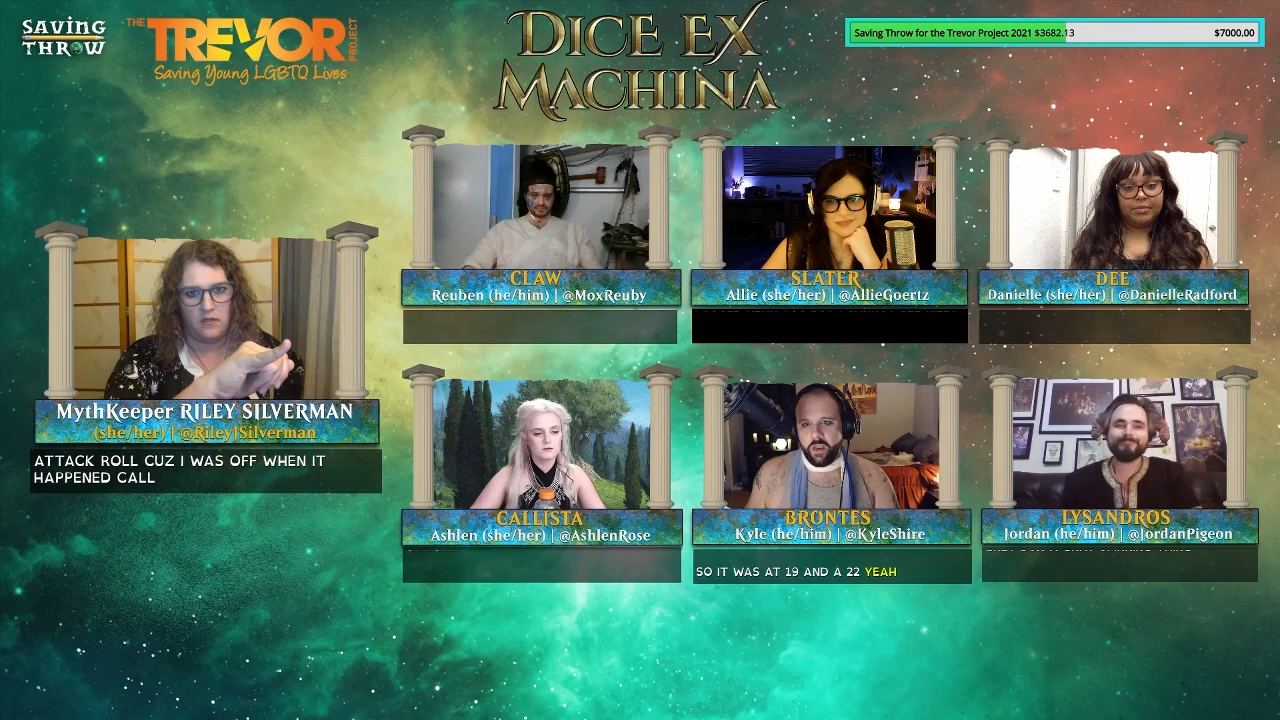 SAVING
THROW
THE TREVOR PROJECT
Saving Young LGBTQ Lives
DICE EX
MACHINA
Saving Throw for the Trevor Project 2021 $3682.13
$7000.00
CLAW
Reuben (he/him) | @MoxReuby
SLATER
Allie (she/her) | @AllieGoertz
DEE
Danielle (she/her) | @DanielleRadford
MythKeeper RILEY SILVERMAN
(she/her) | @RileyJSilverman
ATTACK ROLL CUZ I WAS OFF WHEN IT
HAPPENED CALL
CALLISTA
Ashlen (she/her) | @AshlenRose
BRONTES
Kyle (he/him) | @KyleShire
SO IT WAS AT 19 AND A 22 YEAH
LYSANDROS
Jordan (he/him) | @JordanPigeon